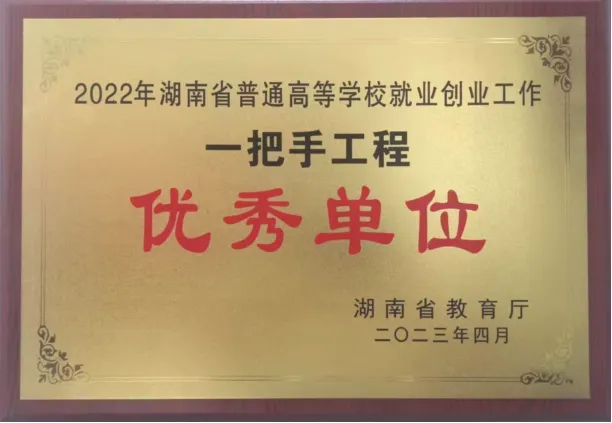 2022年湖南省普通高等学校就业创业工作
一把手工程
优秀单位
湖南省教育厅
二〇二三年四月